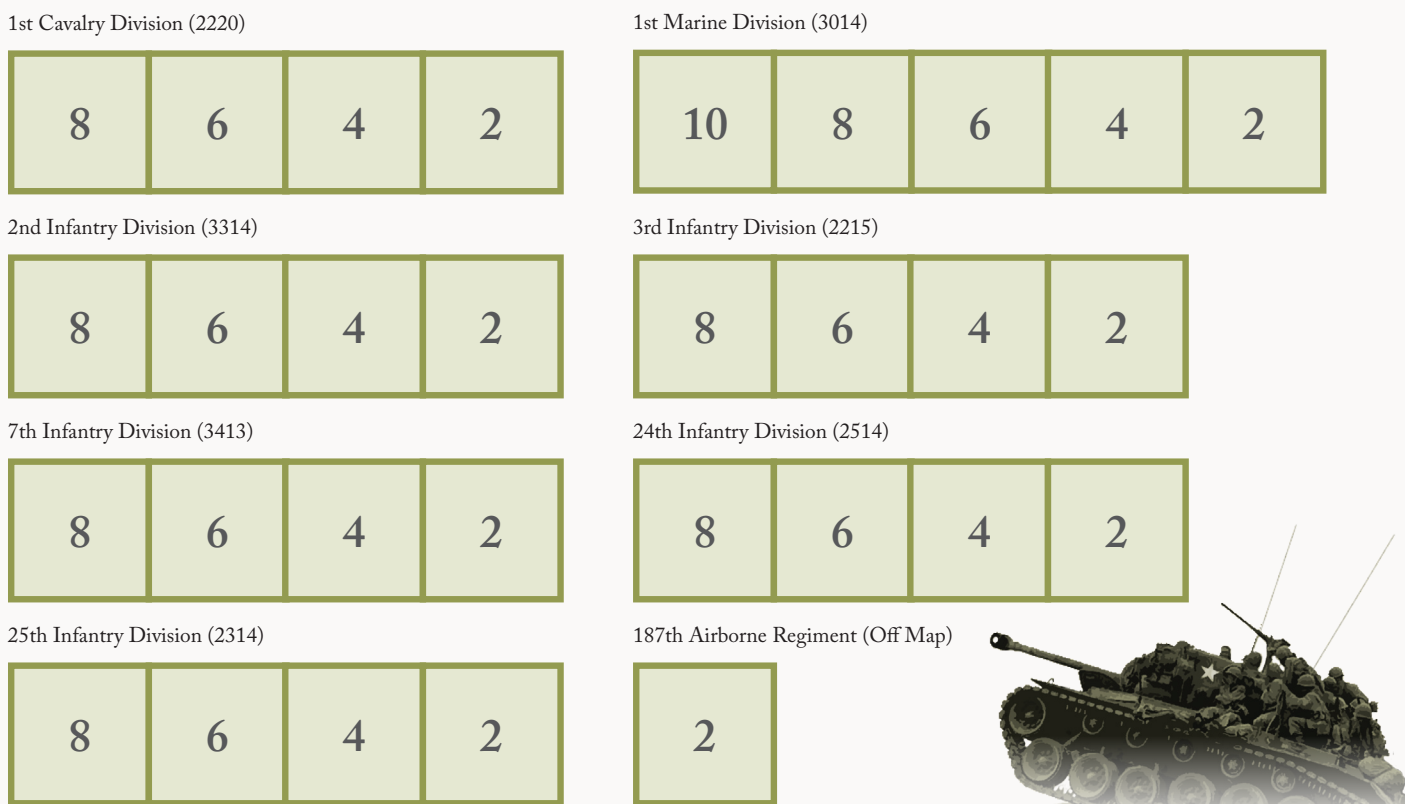 1st Cavalry Division (2220)
8 6 4 2
1st Marine Division (3014)
10 8 6 4 2
2nd Infantry Division (3314)
8 6 4 2
3rd Infantry Division (2215)
8 6 4 2
7th Infantry Division (3413)
8 6 4 2
24th Infantry Division (2514)
8 6 4 2
25th Infantry Division (2314)
8 6 4 2
187th Airborne Regiment (Off Map)
2